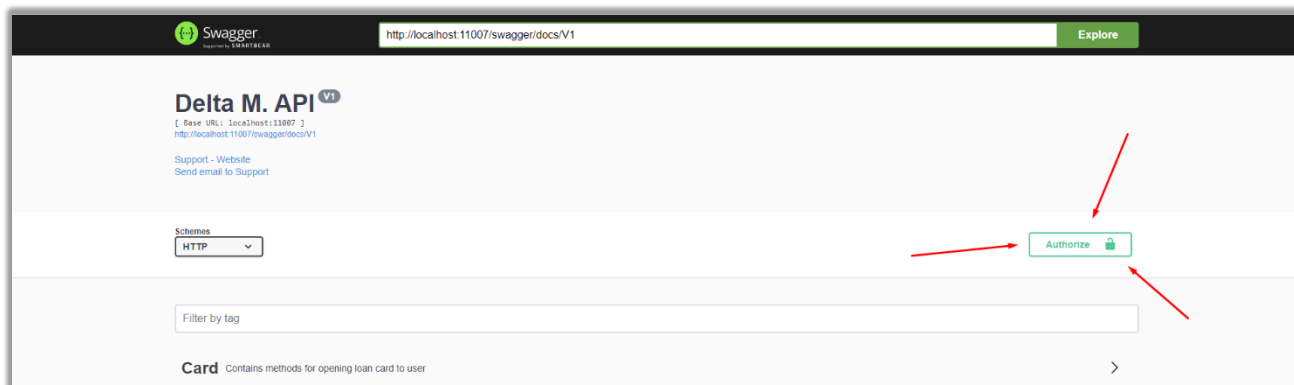 Swagger
Supported by SMARTBEAR
http://localhost:11007/swagger/docs/V1
Explore
Delta M. API V1
[ Base URL: localhost:11007 ]
http://localhost:11007/swagger/docs/V1
Support - Website
Send email to Support
Schemes
HTTP
Authorize
Filter by tag
Card Contains methods for opening loan card to user